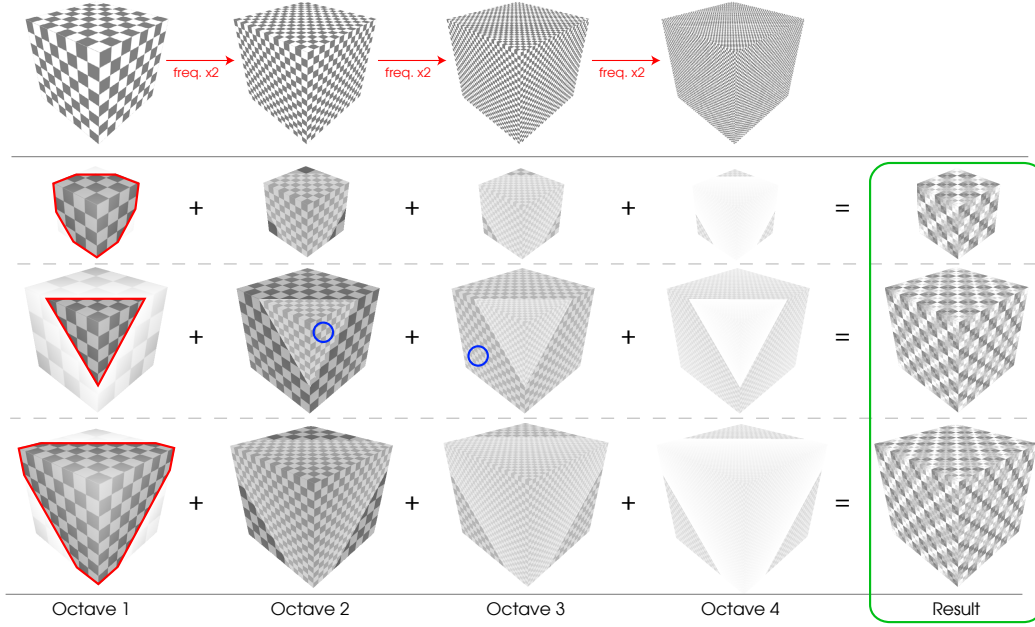 freq. x2 freq. x2 freq. x2
+ + + =
+ + + =
+ + + =
Octave 1 Octave 2 Octave 3 Octave 4 Result